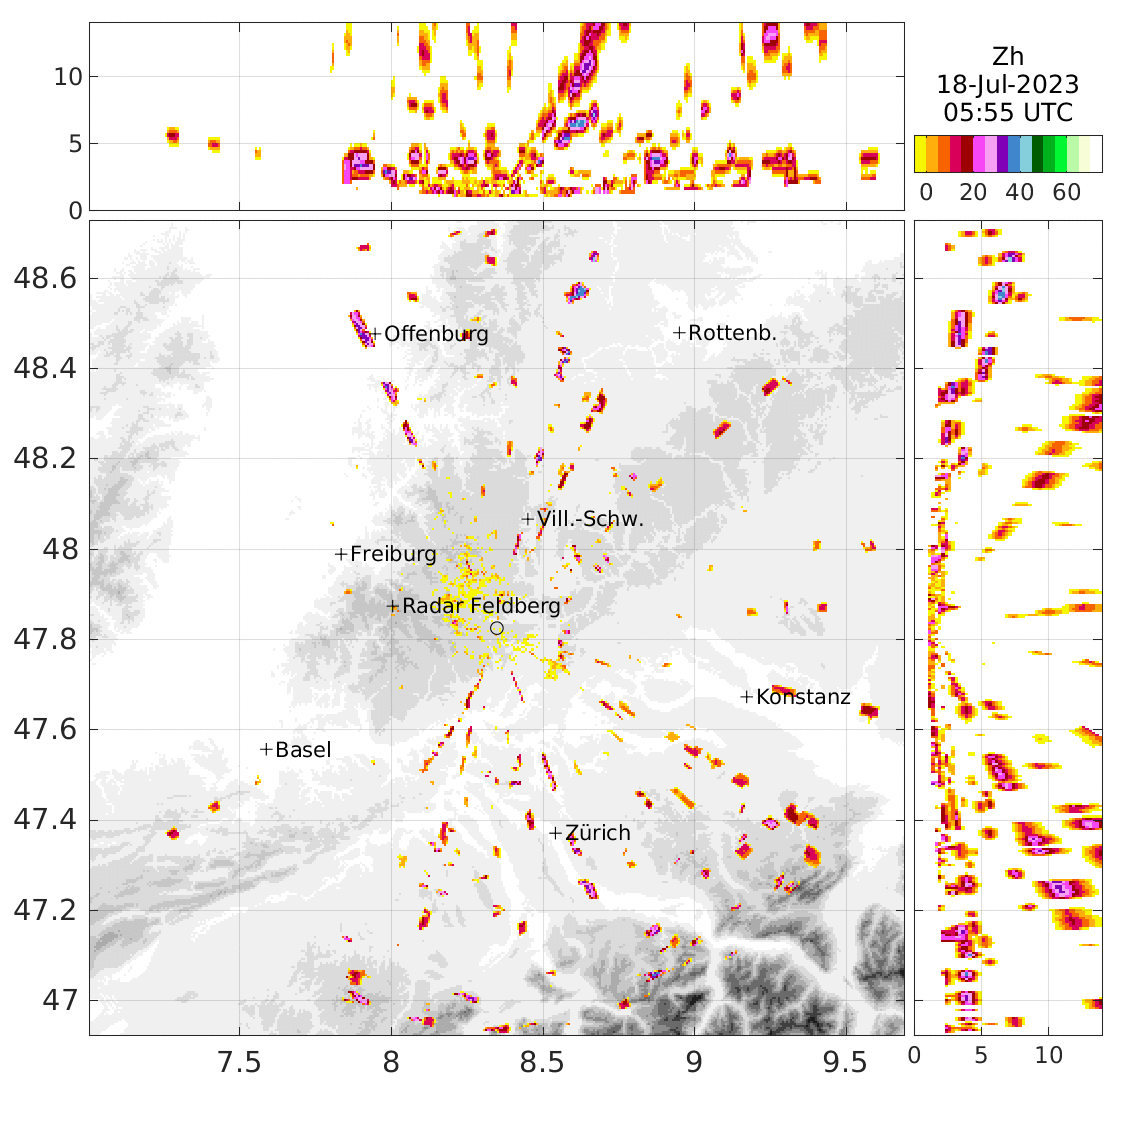 Zh
18-Jul-2023
05:55 UTC
0 20 40 60
10
5
0
48.6
48.4
48.2
48
47.8
47.6
47.4
47.2
47
Offenburg
Rottenb.
Vill.-Schw.
Freiburg
Radar Feldberg
Konstanz
Basel
Zürich
7.5 8 8.5 9 9.5
0 5 10